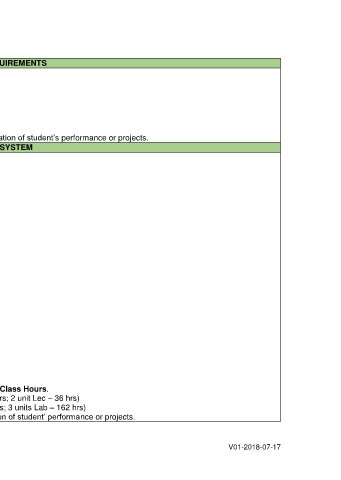 UIREMENTS
ation of student's performance or projects.
SYSTEM
Class Hours.
rs; 2 unit Lec – 36 hrs)
s; 3 units Lab – 162 hrs)
on of student' performance or projects.
V01-2018-07-17